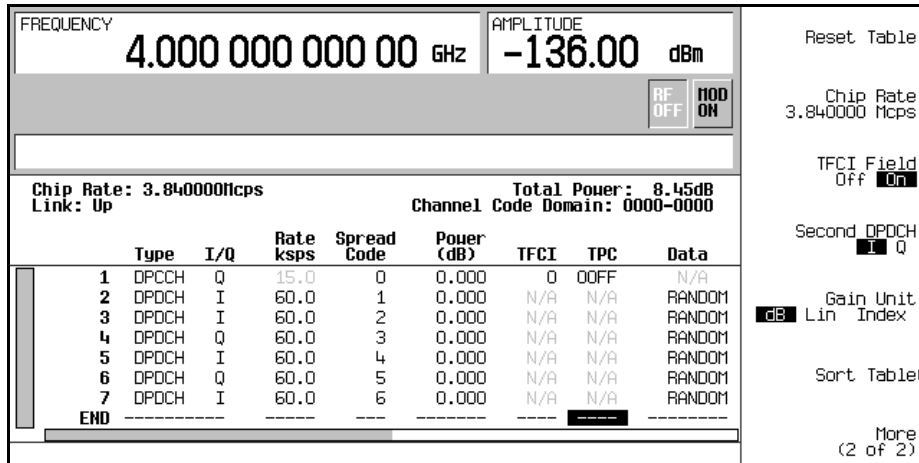 FREQUENCY
4.000 000 000 00 GHz
AMPLITUDE
-136.00 dBm
RF OFF
MOD ON
Chip Rate: 3.840000Mcps Total Power: 8.45dB
Link: Up Channel Code Domain: 0000-0000
Type I/Q Rate ksps Spread Code Power (dB) TFCI TPC Data
1 DPCCH Q 15.0 0 0.000 0 00FF N/A
2 DPDCH I 60.0 1 0.000 N/A N/A RANDOM
3 DPDCH I 60.0 2 0.000 N/A N/A RANDOM
4 DPDCH Q 60.0 3 0.000 N/A N/A RANDOM
5 DPDCH I 60.0 4 0.000 N/A N/A RANDOM
6 DPDCH Q 60.0 5 0.000 N/A N/A RANDOM
7 DPDCH I 60.0 6 0.000 N/A N/A RANDOM
END ---------- ----- --- ------- ---- ---- --------
Reset Table
Chip Rate
3.840000 Mcps
TFCI Field
Off On
Second DPDCH
I Q
Gain Unit
dB Lin Index
Sort Table
More
(2 of 2)